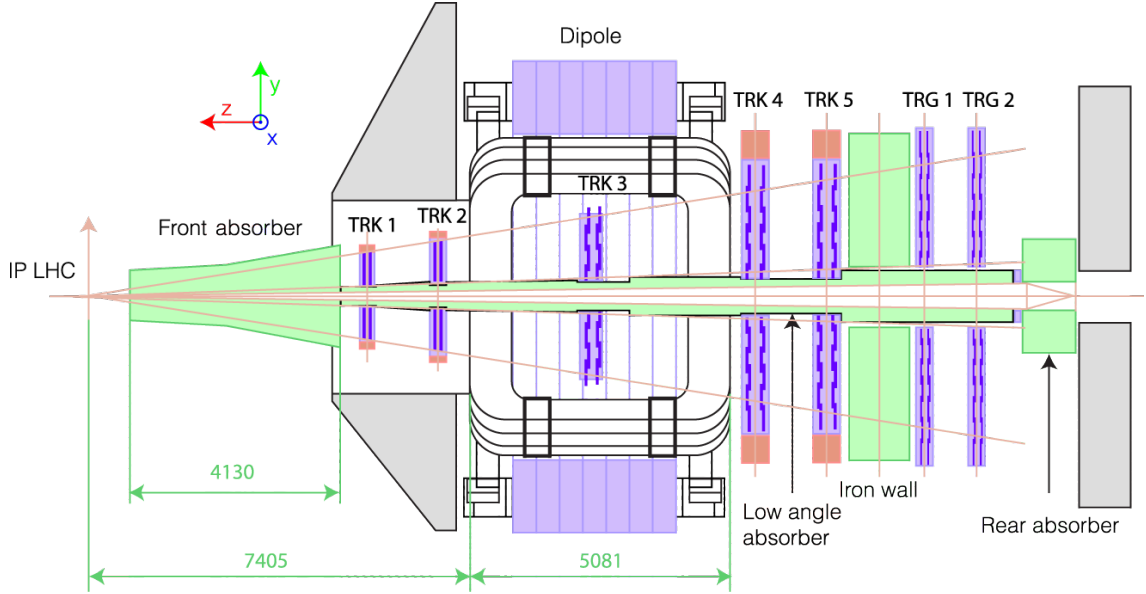 Dipole
y
z
x
TRK 4
TRK 5
TRG 1
TRG 2
TRK 3
TRK 1
TRK 2
Front absorber
IP LHC
4130
Iron wall
Low angle
absorber
Rear absorber
7405
5081